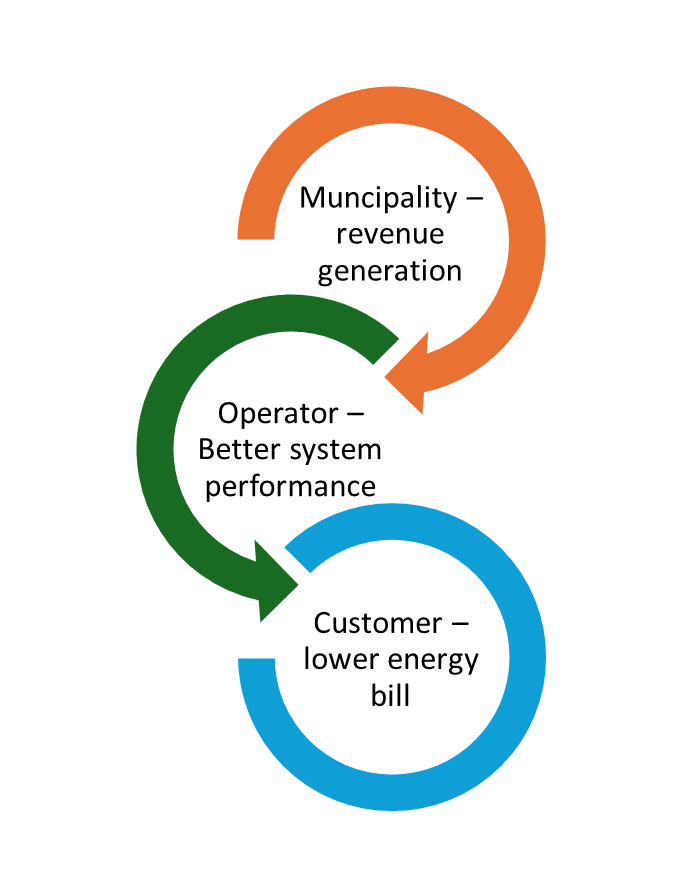 Muncipality –
revenue
generation
Operator –
Better system
performance
Customer –
lower energy
bill